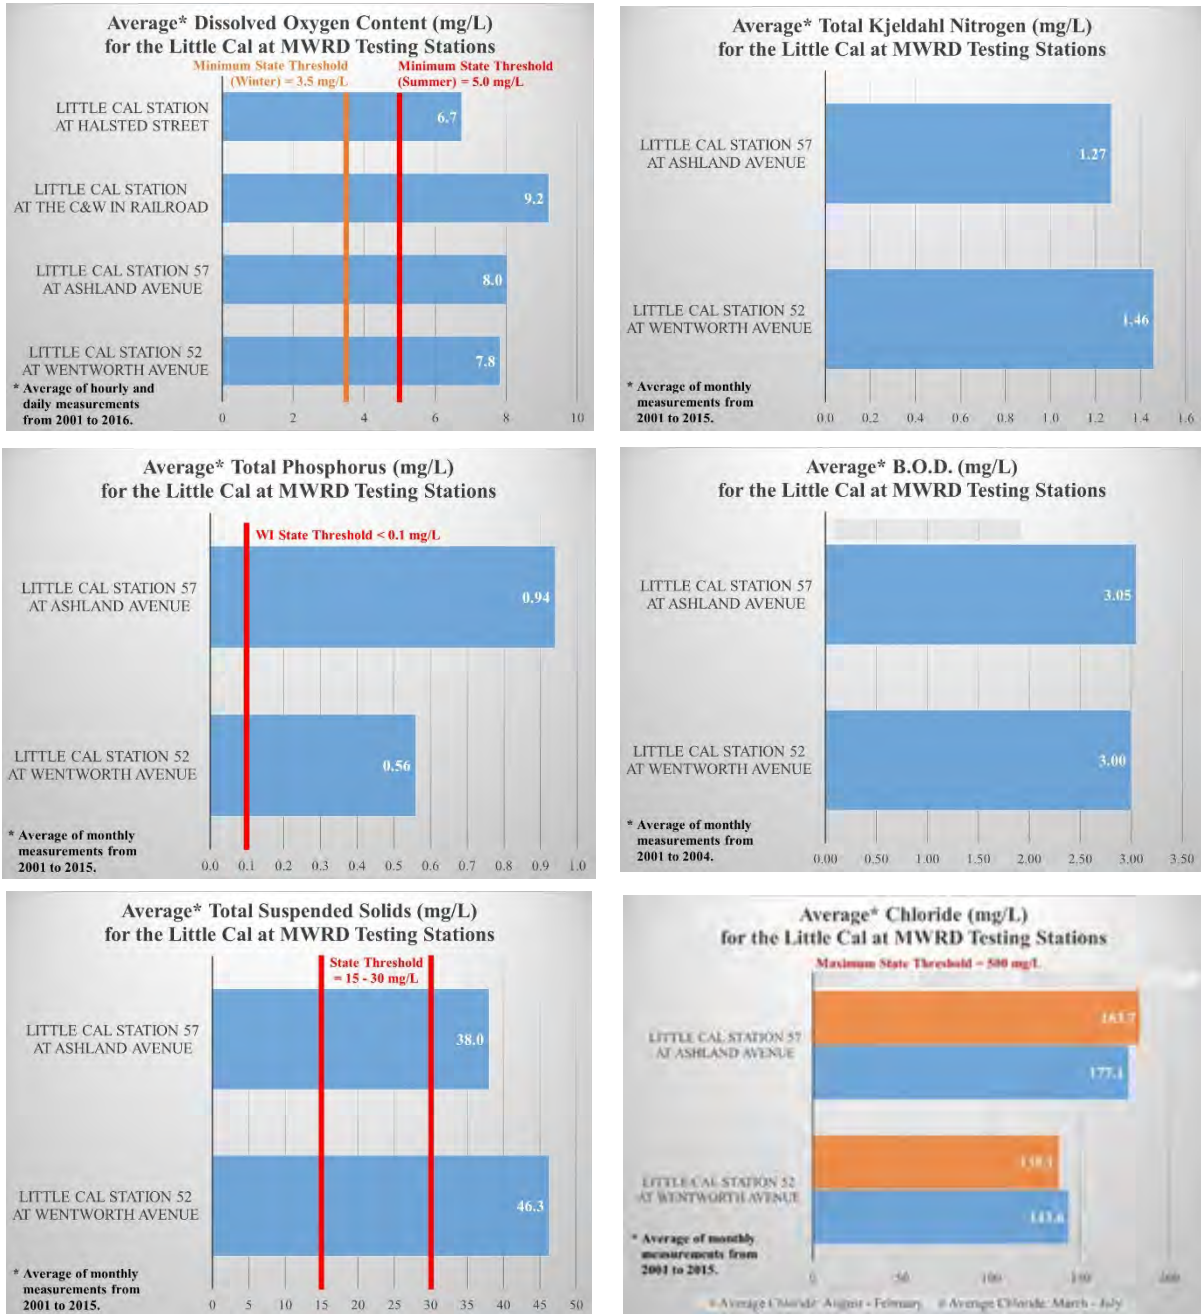 Average* Dissolved Oxygen Content (mg/L)
for the Little Cal at MWRD Testing Stations
Minimum State Threshold
(Winter) = 3.5 mg/L
Minimum State Threshold
(Summer) = 5.0 mg/L
LITTLE CAL STATION
AT HALSTED STREET
6.7
LITTLE CAL STATION
AT THE C&W IN RAILROAD
9.2
LITTLE CAL STATION 57
AT ASHLAND AVENUE
8.0
LITTLE CAL STATION 52
AT WENTWORTH AVENUE
7.8
* Average of hourly and
daily measurements
from 2001 to 2016.
0 2 4 6 8 10
Average* Total Kjeldahl Nitrogen (mg/L)
for the Little Cal at MWRD Testing Stations
LITTLE CAL STATION 57
AT ASHLAND AVENUE
1.27
LITTLE CAL STATION 52
AT WENTWORTH AVENUE
1.46
* Average of monthly
measurements from
2001 to 2015.
0.0 0.2 0.4 0.6 0.8 1.0 1.2 1.4 1.6
Average* Total Phosphorus (mg/L)
for the Little Cal at MWRD Testing Stations
WI State Threshold < 0.1 mg/L
LITTLE CAL STATION 57
AT ASHLAND AVENUE
0.94
LITTLE CAL STATION 52
AT WENTWORTH AVENUE
0.56
* Average of monthly
measurements from
2001 to 2015.
0.0 0.1 0.2 0.3 0.4 0.5 0.6 0.7 0.8 0.9 1.0
Average* B.O.D. (mg/L)
for the Little Cal at MWRD Testing Stations
LITTLE CAL STATION 57
AT ASHLAND AVENUE
3.05
LITTLE CAL STATION 52
AT WENTWORTH AVENUE
3.00
* Average of monthly
measurements from
2001 to 2004.
0.00 0.50 1.00 1.50 2.00 2.50 3.00 3.50
Average* Total Suspended Solids (mg/L)
for the Little Cal at MWRD Testing Stations
State Threshold
= 15 - 30 mg/L
LITTLE CAL STATION 57
AT ASHLAND AVENUE
38.0
LITTLE CAL STATION 52
AT WENTWORTH AVENUE
46.3
* Average of monthly
measurements from
2001 to 2015.
0 5 10 15 20 25 30 35 40 45 50
Average* Chloride (mg/L)
for the Little Cal at MWRD Testing Stations
Maximum State Threshold = 500 mg/L
LITTLE CAL STATION 57
AT ASHLAND AVENUE
177.1
LITTLE CAL STATION 52
AT WENTWORTH AVENUE
143.6
* Average of monthly
measurements from
2001 to 2015.
0 50 100 150 200
Average Chloride: August - February Average Chloride: March - July